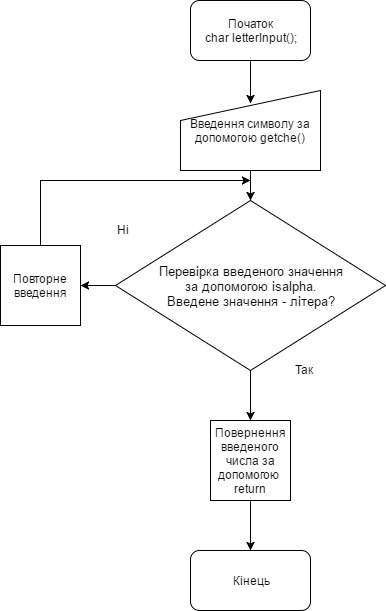 Початок
char letterInput();
Введення символу за
допомогою getche()
Ні
Перевірка введеного значення
за допомогою isalpha.
Введене значення - літера?
Повторне
введення
Так
Повернення
введеного
числа за
допомогою
return
Кінець